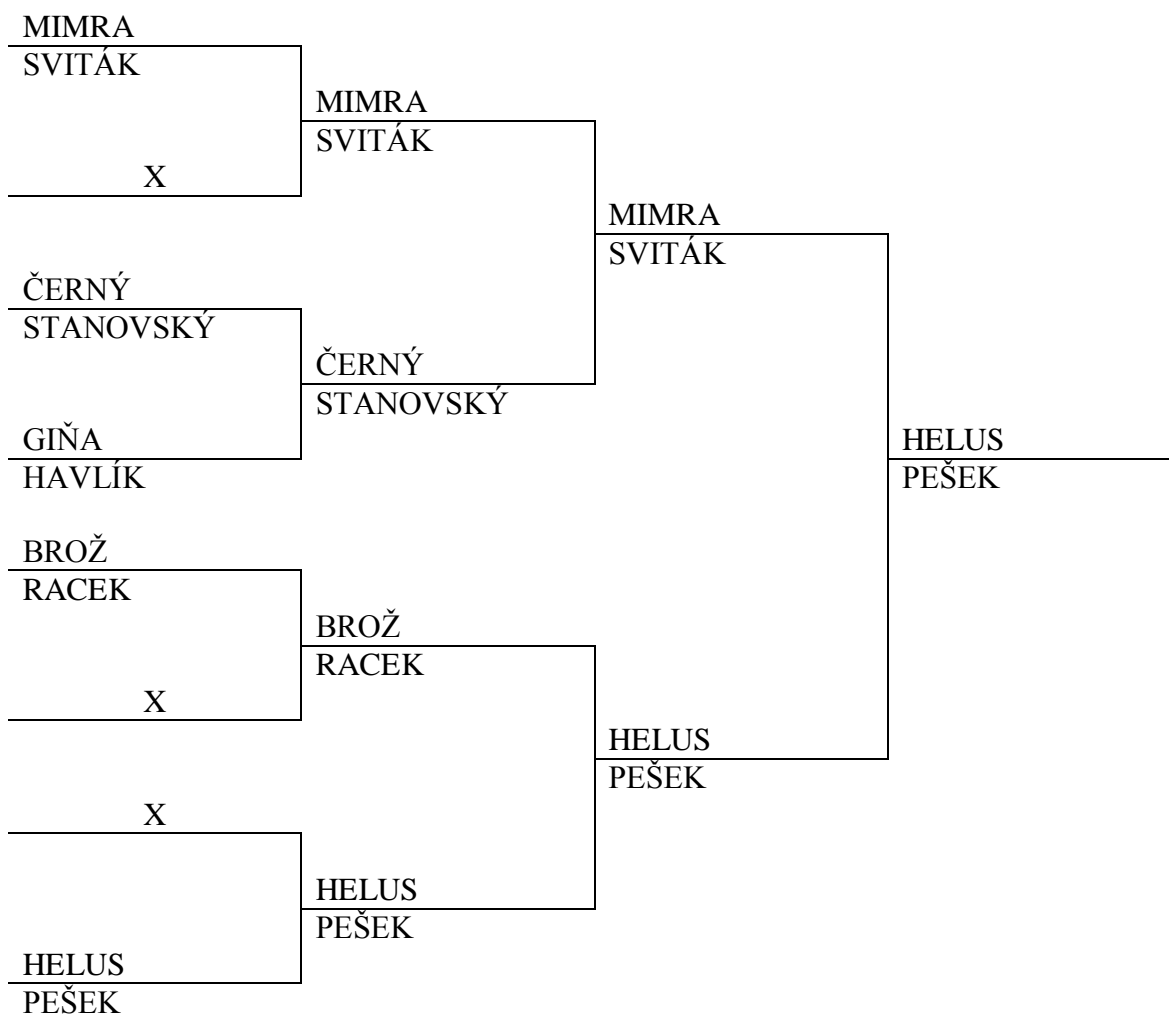 MIMRA
SVITÁK
X
ČERNÝ
STANOVSKÝ
GIŇA
HAVLÍK
BROŽ
RACEK
X
X
HELUS
PEŠEK
MIMRA
SVITÁK
ČERNÝ
STANOVSKÝ
BROŽ
RACEK
HELUS
PEŠEK
MIMRA
SVITÁK
HELUS
PEŠEK
HELUS
PEŠEK